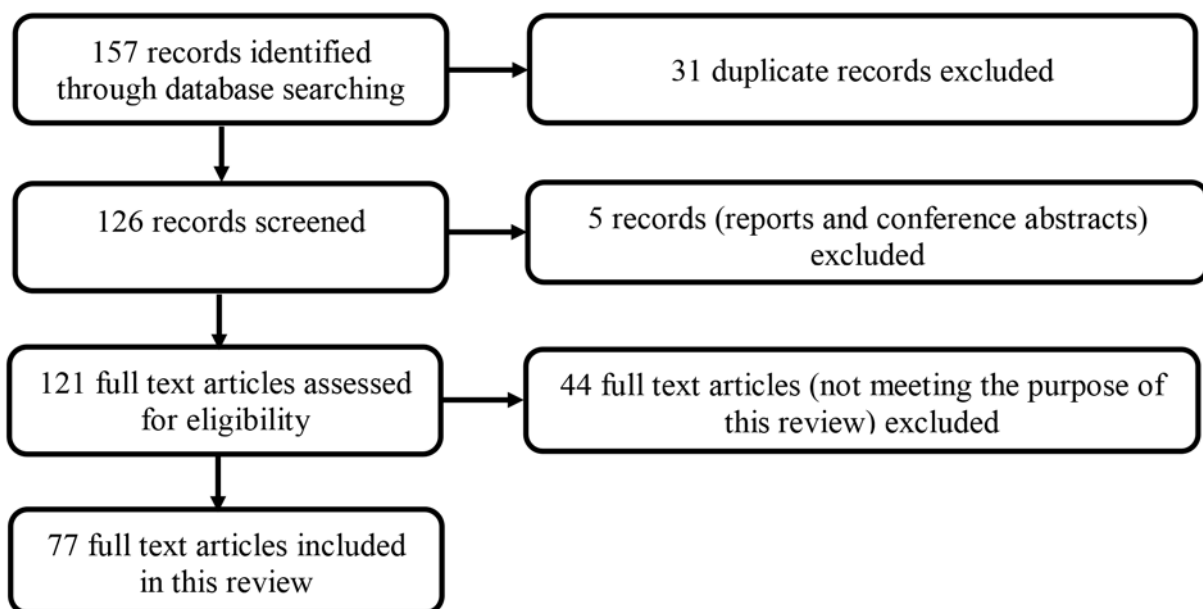 157 records identified
through database searching
31 duplicate records excluded
126 records screened
5 records (reports and conference abstracts)
excluded
121 full text articles assessed
for eligibility
44 full text articles (not meeting the purpose of
this review) excluded
77 full text articles included
in this review